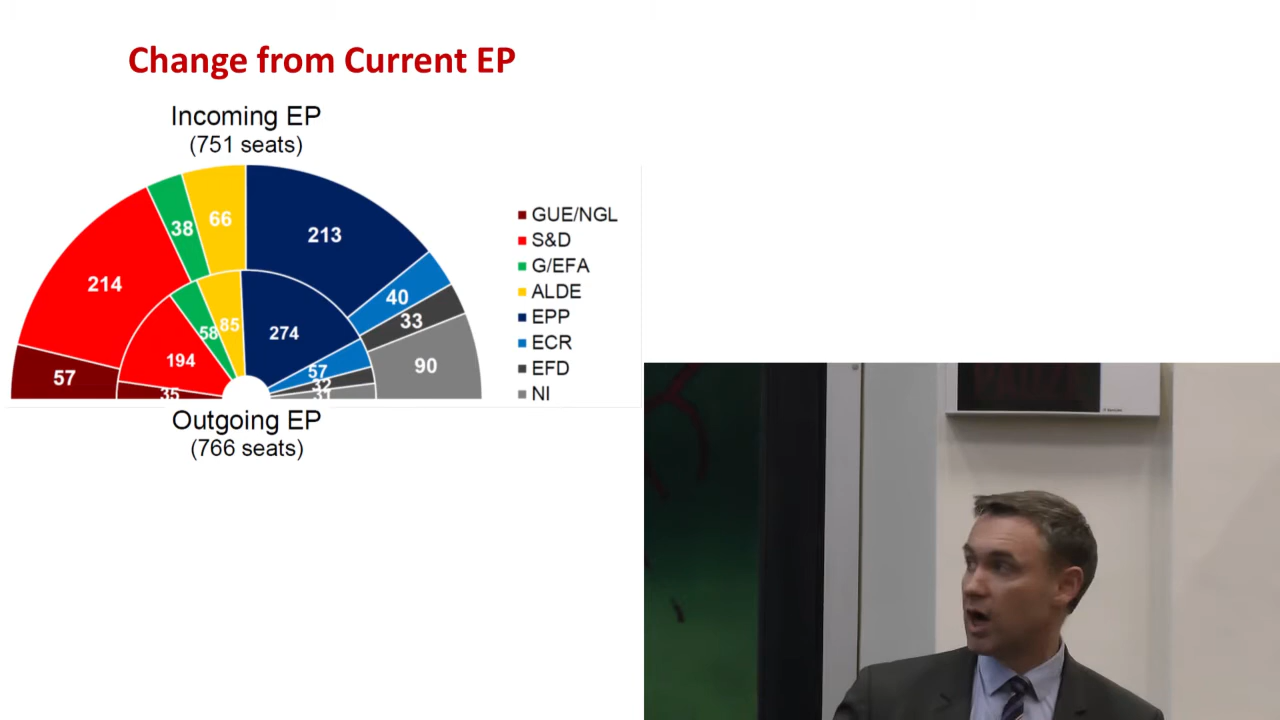 Change from Current EP
Incoming EP
(751 seats)
38
66
213
214
40
33
57
90
58
85
274
194
57
32
35
31
GUE/NGL
S&D
G/EFA
ALDE
EPP
ECR
EFD
NI
Outgoing EP
(766 seats)